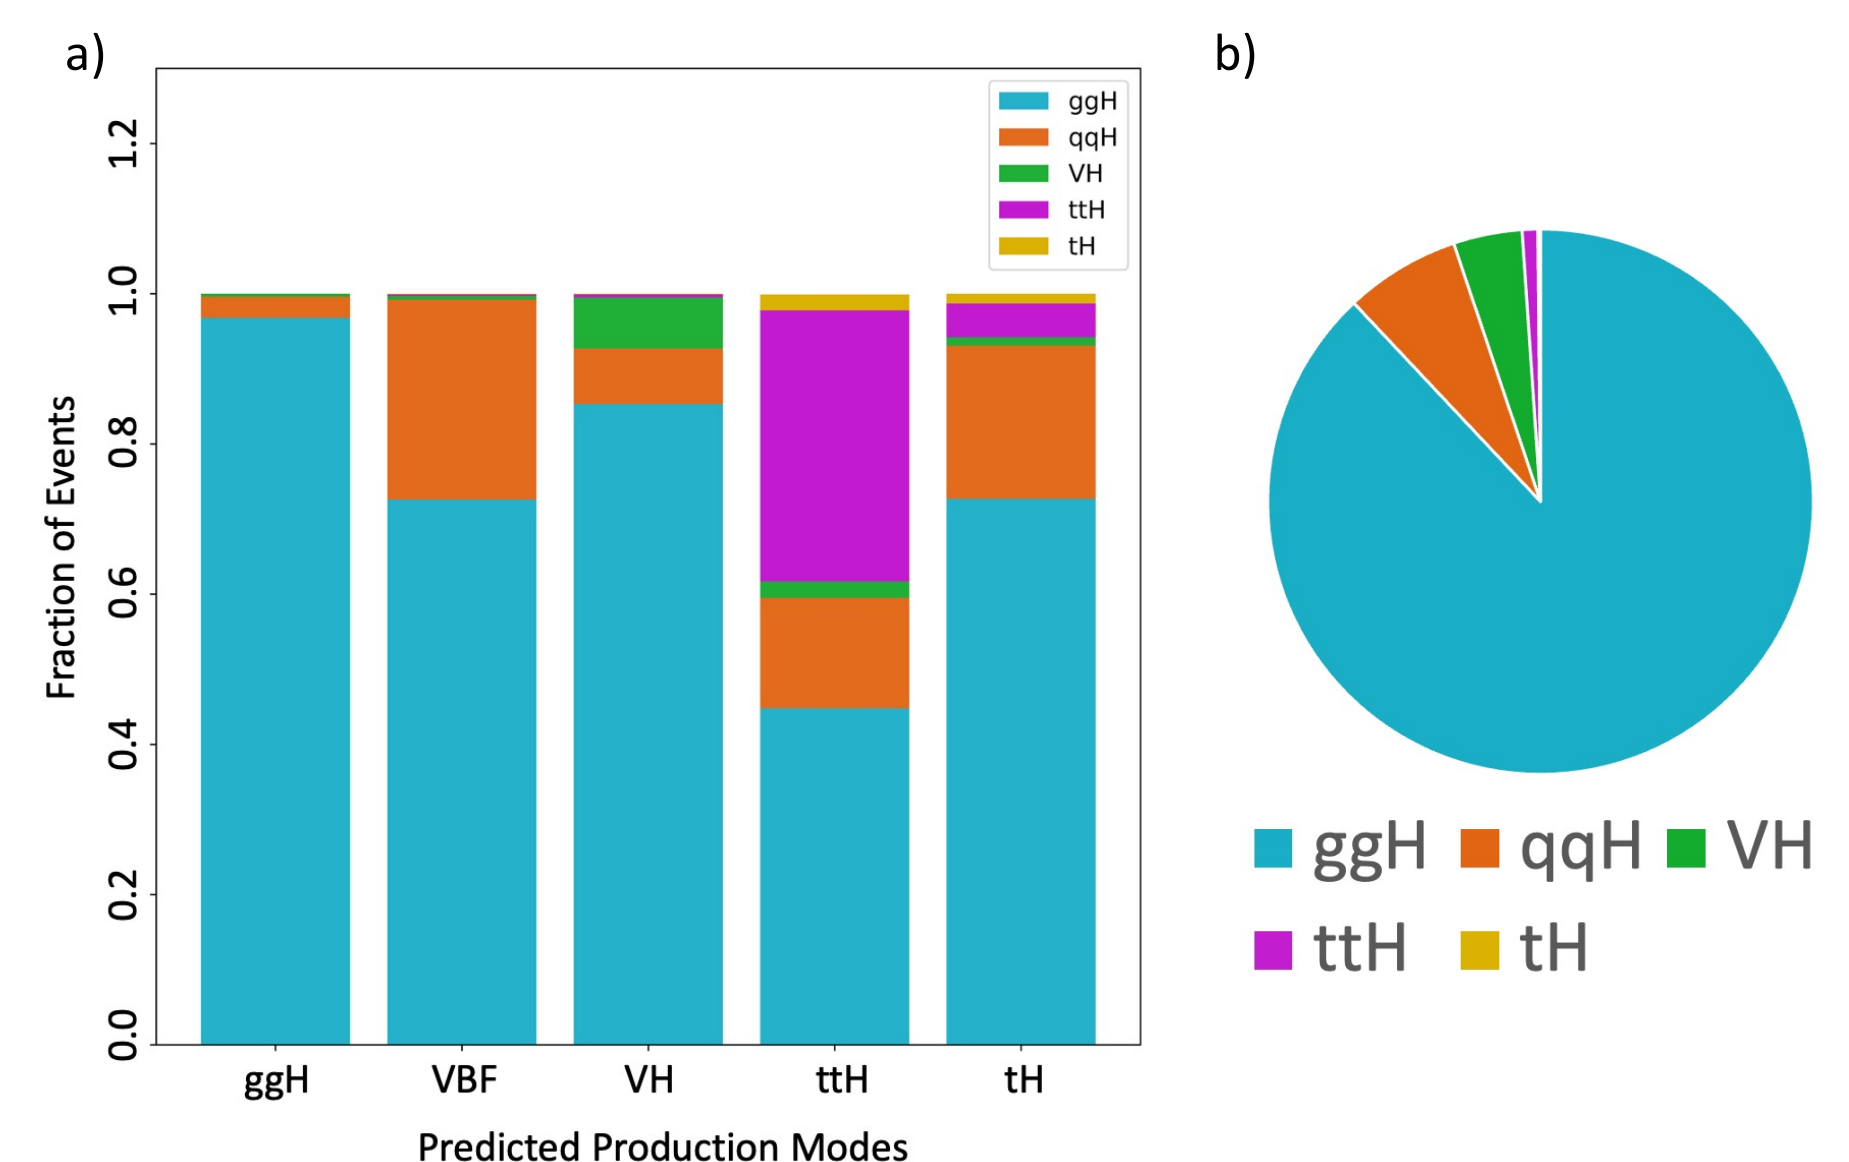 a)
Fraction of Events
1.2
1.0
0.8
0.6
0.4
0.2
0.0
ggH
qqH
VH
ttH
tH
ggH VBF VH ttH tH
Predicted Production Modes
b)
ggH qqH VH
ttH tH